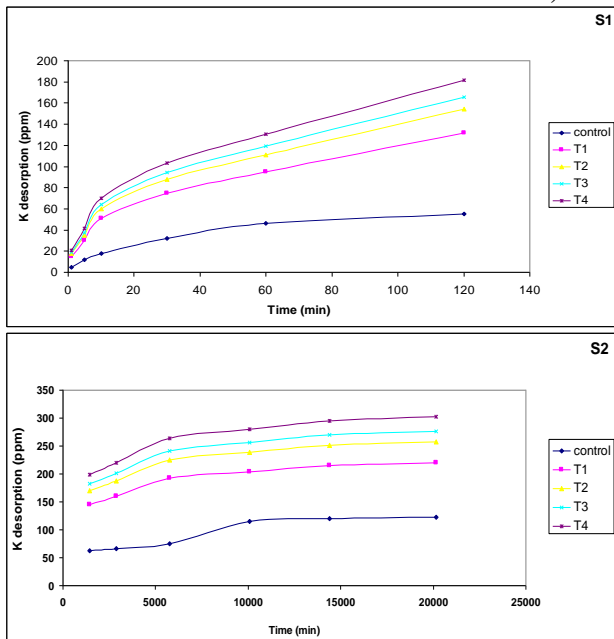 S1
200
180
160
140
120
100
80
60
40
20
0
K desorption (ppm)
0 20 40 60 80 100 120 140
Time (min)
control
T1
T2
T3
T4
S2
350
300
250
200
150
100
50
0
K desorption (ppm)
0 5000 10000 15000 20000 25000
Time (min)
control
T1
T2
T3
T4